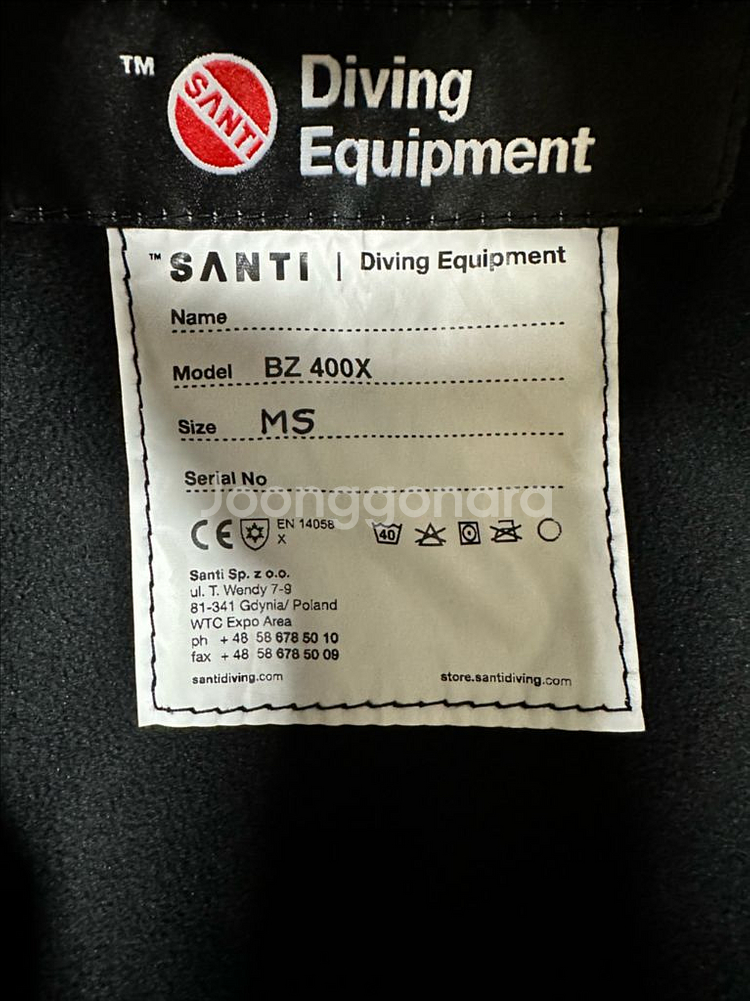 TM SANTI Diving
Equipment
TM SANTI | Diving Equipment
Name
Model BZ 400X
Size MS
Serial No
Joonggonara
CE EN 14058
X
40
Santi Sp. z o.o.
ul. T. Wendy 7-9
81-341 Gdynia/ Poland
WTC Expo Area
ph + 48 58 678 50 10
fax + 48 58 678 50 09
santidiving.com store.santidiving.com